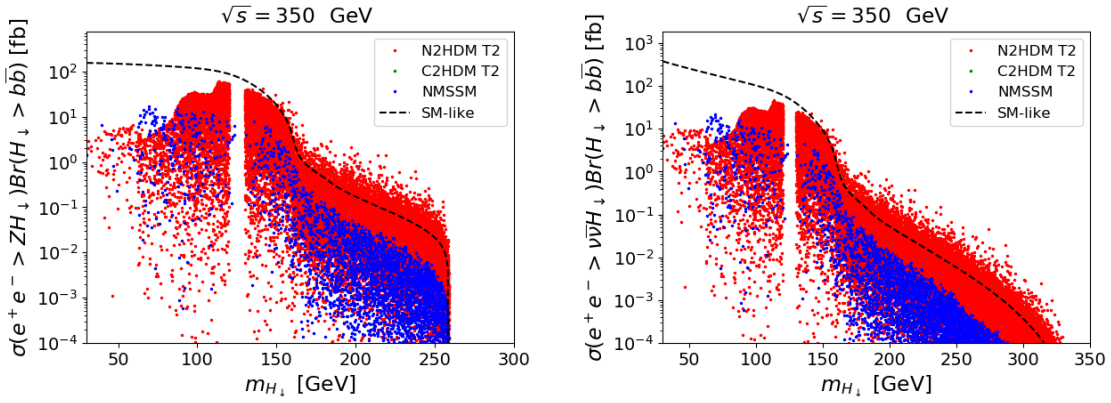 √s = 350 GeV
σ(e⁺e⁻ > ZH↓)Br(H↓ > bb̅) [fb]
10²
10¹
10⁰
10⁻¹
10⁻²
10⁻³
10⁻⁴
N2HDM T2
C2HDM T2
NMSSM
SM-like
50 100 150 200 250 300
m_H↓ [GeV]
√s = 350 GeV
σ(e⁺e⁻ > νν̅H↓)Br(H↓ > bb̅) [fb]
10³
10²
10¹
10⁰
10⁻¹
10⁻²
10⁻³
10⁻⁴
N2HDM T2
C2HDM T2
NMSSM
SM-like
50 100 150 200 250 300 350
m_H↓ [GeV]